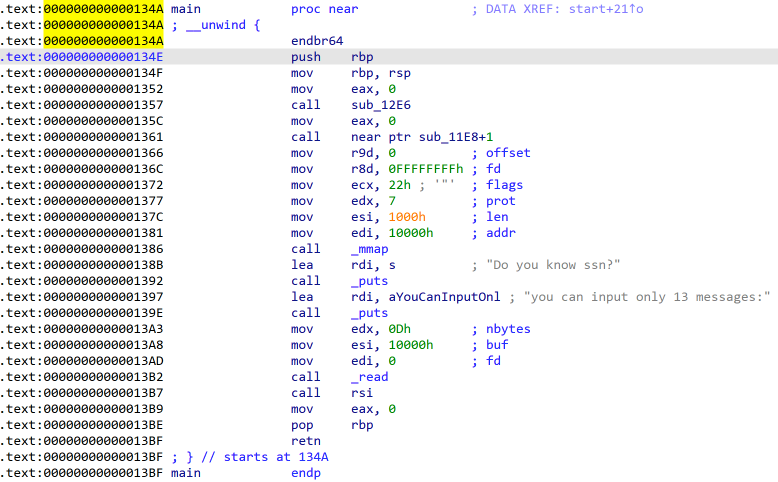 .text:000000000000134A main proc near ; DATA XREF: start+21↑o
.text:000000000000134A ; __unwind {
.text:000000000000134A endbr64
.text:000000000000134E push rbp
.text:000000000000134F mov rbp, rsp
.text:0000000000001352 mov eax, 0
.text:0000000000001357 call sub_12E6
.text:000000000000135C mov eax, 0
.text:0000000000001361 call near ptr sub_11E8+1
.text:0000000000001366 mov r9d, 0 ; offset
.text:000000000000136C mov r8d, 0FFFFFFFFh ; fd
.text:0000000000001372 mov ecx, 22h ; '"' ; flags
.text:0000000000001377 mov edx, 7 ; prot
.text:000000000000137C mov esi, 1000h ; len
.text:0000000000001381 mov edi, 10000h ; addr
.text:0000000000001386 call _mmap
.text:000000000000138B lea rdi, s ; "Do you know ssn?"
.text:0000000000001392 call _puts
.text:0000000000001397 lea rdi, aYouCanInputOnl ; "you can input only 13 messages:"
.text:000000000000139E call _puts
.text:00000000000013A3 mov edx, 0Dh ; nbytes
.text:00000000000013A8 mov esi, 10000h ; buf
.text:00000000000013AD mov edi, 0 ; fd
.text:00000000000013B2 call _read
.text:00000000000013B7 call rsi
.text:00000000000013B9 mov eax, 0
.text:00000000000013BE pop rbp
.text:00000000000013BF retn
.text:00000000000013BF ; } // starts at 134A
.text:00000000000013BF main endp